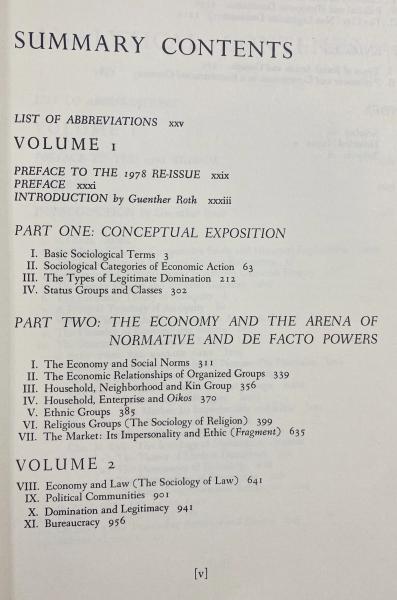 SUMMARY CONTENTS
LIST OF ABBREVIATIONS xxv
VOLUME 1
PREFACE TO THE 1978 RE-ISSUE xxix
PREFACE xxxi
INTRODUCTION by Guenther Roth xxxiii
PART ONE: CONCEPTUAL EXPOSITION
I. Basic Sociological Terms 3
II. Sociological Categories of Economic Action 63
III. The Types of Legitimate Domination 212
IV. Status Groups and Classes 302
PART TWO: THE ECONOMY AND THE ARENA OF
NORMATIVE AND DE FACTO POWERS
I. The Economy and Social Norms 311
II. The Economic Relationships of Organized Groups 339
III. Household, Neighborhood and Kin Group 356
IV. Household, Enterprise and Oikos 370
V. Ethnic Groups 385
VI. Religious Groups (The Sociology of Religion) 399
VII. The Market: Its Impersonality and Ethic (Fragment) 635
VOLUME 2
VIII. Economy and Law (The Sociology of Law) 641
IX. Political Communities 901
X. Domination and Legitimacy 941
XI. Bureaucracy 956
[v]